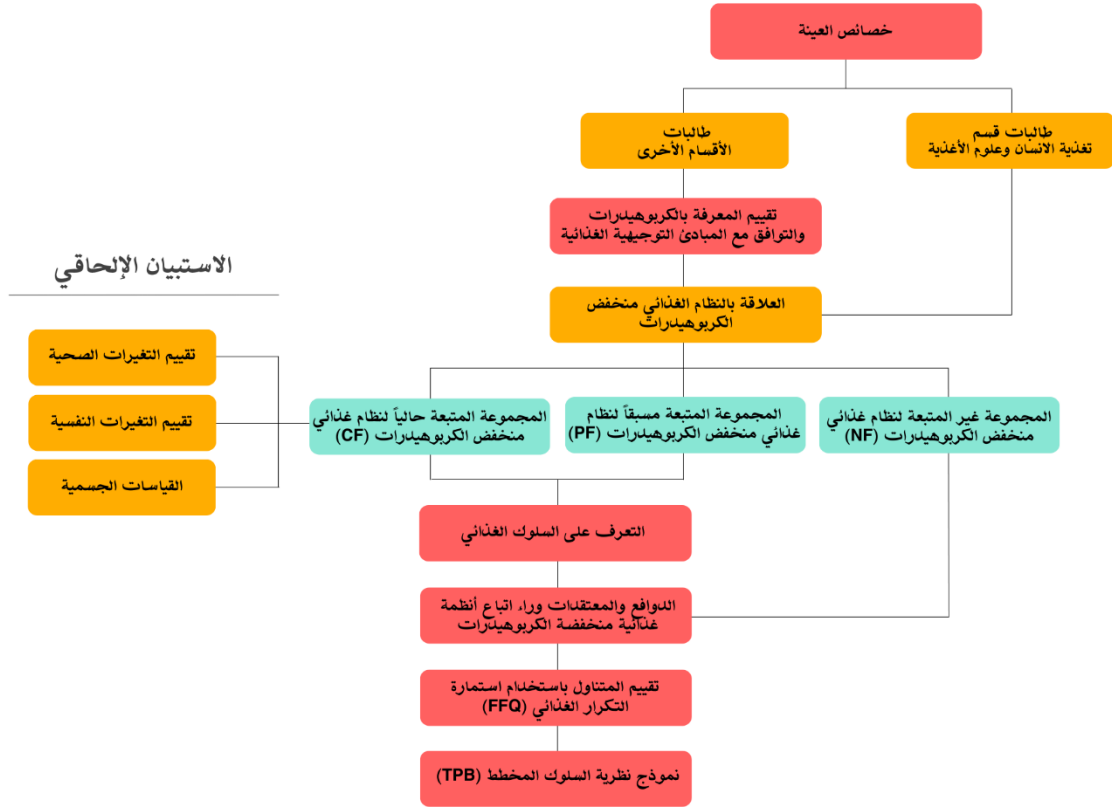 خصائص العينة
طالبات قسم
تغذية الانسان وعلوم الأغذية
طالبات
الأقسام الأخرى
تقييم المعرفة بالكربوهيدرات
والتوافق مع المبادئ التوجيهية الغذائية
العلاقة بالنظام الغذائي منخفض
الكربوهيدرات
المجموعة غير المتبعة لنظام غذائي
منخفض الكربوهيدرات (NF)
المجموعة المتبعة مسبقاً لنظام
غذائي منخفض الكربوهيدرات (PF)
المجموعة المتبعة حالياً لنظام غذائي
منخفض الكربوهيدرات (CF)
الاستبيان الإلحاقي
تقييم التغيرات الصحية
تقييم التغيرات النفسية
القياسات الجسمية
التعرف على السلوك الغذائي
الدوافع والمعتقدات وراء اتباع أنظمة
غذائية منخفضة الكربوهيدرات
تقييم المتناول باستخدام استمارة
التكرار الغذائي (FFQ)
نموذج نظرية السلوك المخطط (TPB)